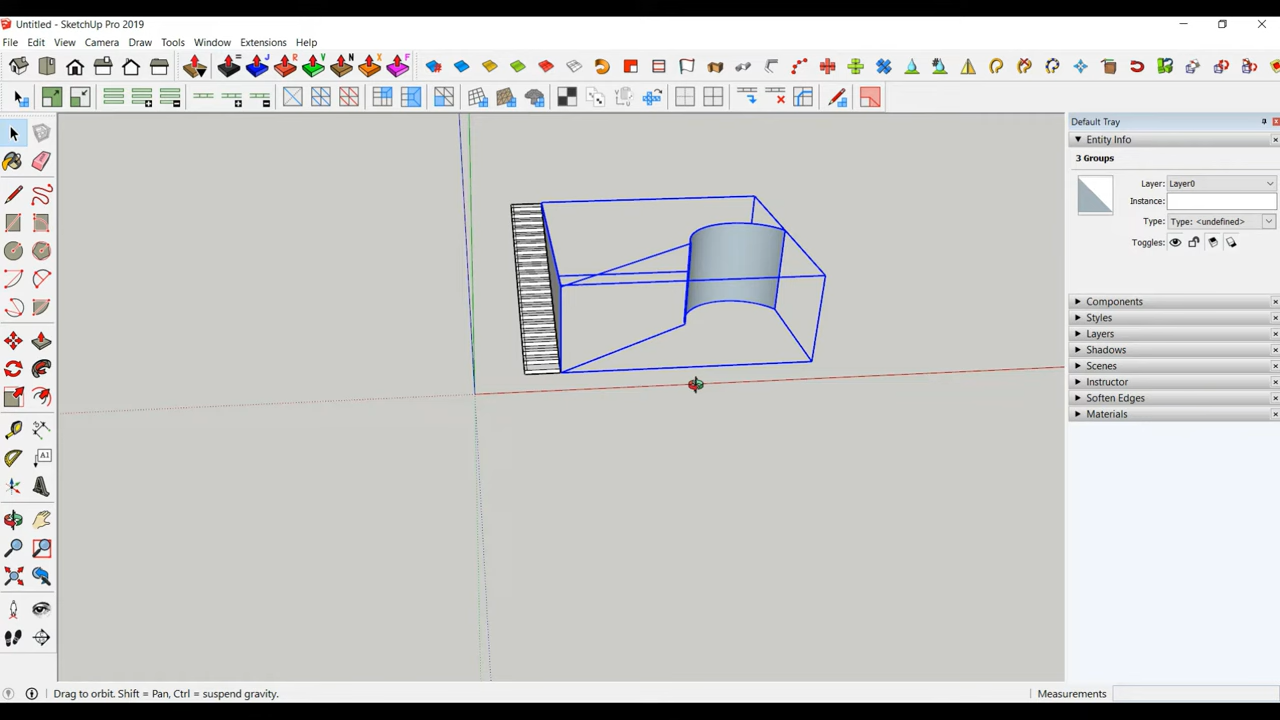 Untitled - SketchUp Pro 2019
File Edit View Camera Draw Tools Window Extensions Help
= J R V N X F
Default Tray
Entity Info
3 Groups
Layer: Layer0
Instance:
Type: Type: <undefined>
Toggles:
Components
Styles
Layers
Shadows
Scenes
Instructor
Soften Edges
Materials
A1
Drag to orbit. Shift = Pan, Ctrl = suspend gravity.
Measurements